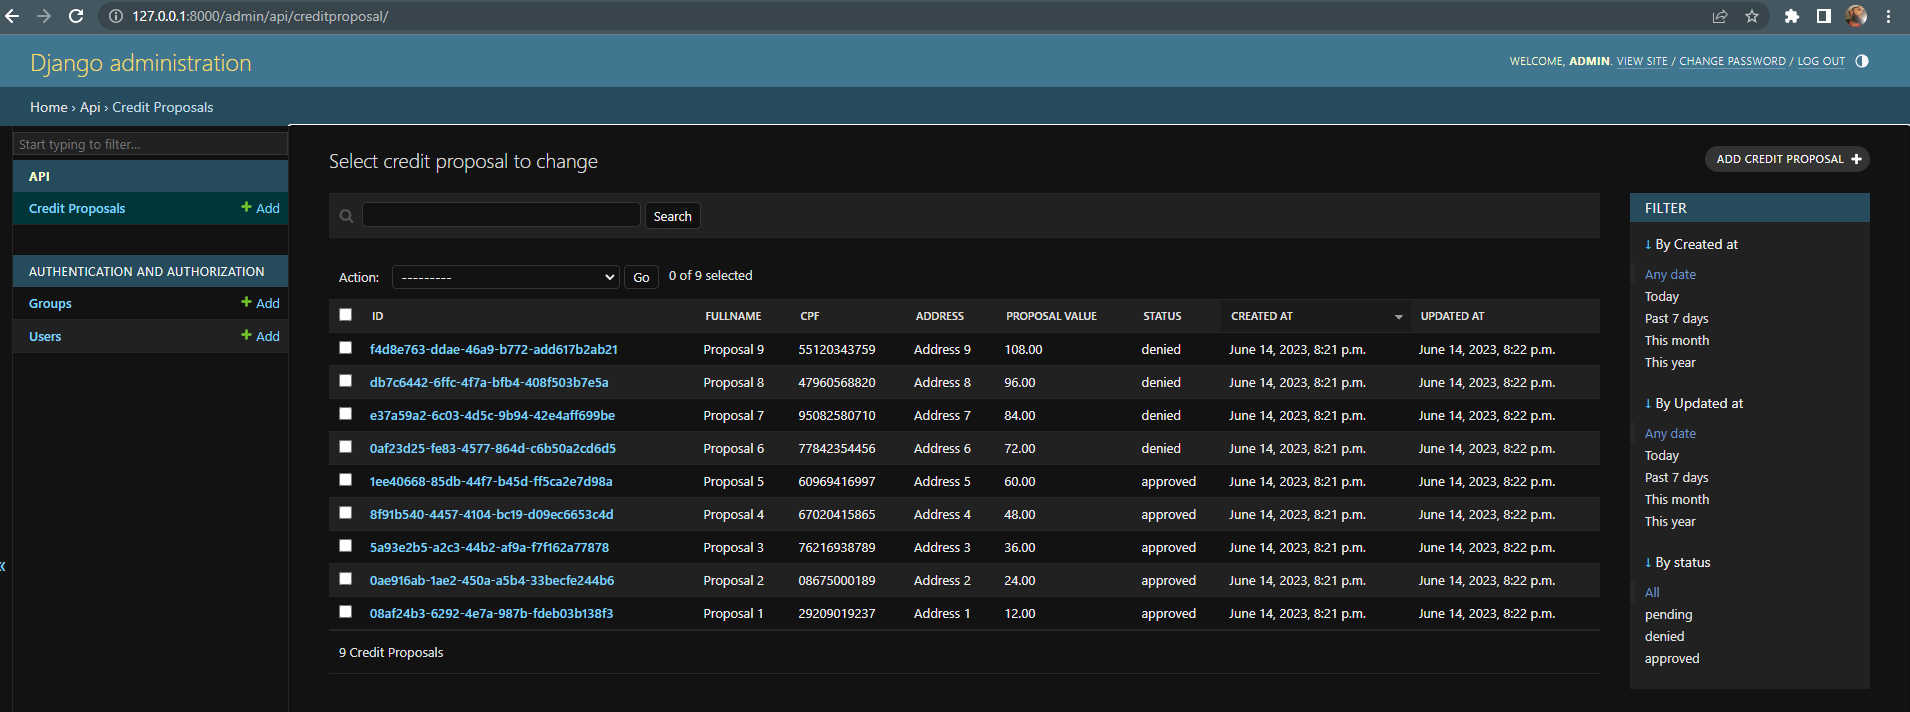 127.0.0.1:8000/admin/api/creditproposal/
Django administration
WELCOME, ADMIN. VIEW SITE / CHANGE PASSWORD / LOG OUT
Home › Api › Credit Proposals
Start typing to filter...
API
Credit Proposals + Add
AUTHENTICATION AND AUTHORIZATION
Groups + Add
Users + Add
«
Select credit proposal to change
ADD CREDIT PROPOSAL +
Search
Action: --------- Go 0 of 9 selected
ID FULLNAME CPF ADDRESS PROPOSAL VALUE STATUS CREATED AT UPDATED AT
f4d8e763-ddae-46a9-b772-add617b2ab21 Proposal 9 55120343759 Address 9 108.00 denied June 14, 2023, 8:21 p.m. June 14, 2023, 8:22 p.m.
db7c6442-6ffc-4f7a-bfb4-408f503b7e5a Proposal 8 47960568820 Address 8 96.00 denied June 14, 2023, 8:21 p.m. June 14, 2023, 8:22 p.m.
e37a59a2-6c03-4d5c-9b94-42e4aff699be Proposal 7 95082580710 Address 7 84.00 denied June 14, 2023, 8:21 p.m. June 14, 2023, 8:22 p.m.
0af23d25-fe83-4577-864d-c6b50a2cd6d5 Proposal 6 77842354456 Address 6 72.00 denied June 14, 2023, 8:21 p.m. June 14, 2023, 8:22 p.m.
1ee40668-85db-44f7-b45d-ff5ca2e7d98a Proposal 5 60969416997 Address 5 60.00 approved June 14, 2023, 8:21 p.m. June 14, 2023, 8:22 p.m.
8f91b540-4457-4104-bc19-d09ec6653c4d Proposal 4 67020415865 Address 4 48.00 approved June 14, 2023, 8:21 p.m. June 14, 2023, 8:22 p.m.
5a93e2b5-a2c3-44b2-af9a-f7f162a77878 Proposal 3 76216938789 Address 3 36.00 approved June 14, 2023, 8:21 p.m. June 14, 2023, 8:22 p.m.
0ae916ab-1ae2-450a-a5b4-33becfe244b6 Proposal 2 08675000189 Address 2 24.00 approved June 14, 2023, 8:21 p.m. June 14, 2023, 8:22 p.m.
08af24b3-6292-4e7a-987b-fdeb03b138f3 Proposal 1 29209019237 Address 1 12.00 approved June 14, 2023, 8:21 p.m. June 14, 2023, 8:22 p.m.
9 Credit Proposals
FILTER
↓ By Created at
Any date
Today
Past 7 days
This month
This year
↓ By Updated at
Any date
Today
Past 7 days
This month
This year
↓ By status
All
pending
denied
approved